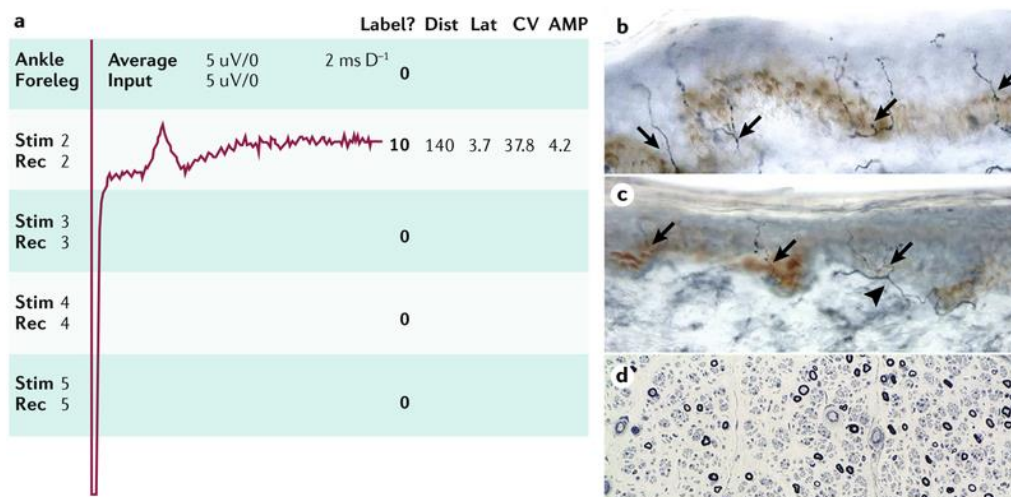 a
Label? Dist Lat CV AMP
Ankle Average 5 uV/0 2 ms D⁻¹
Foreleg Input 5 uV/0 0
Stim 2
Rec 2 10 140 3.7 37.8 4.2
Stim 3
Rec 3 0
Stim 4
Rec 4 0
Stim 5
Rec 5 0
b
c
d